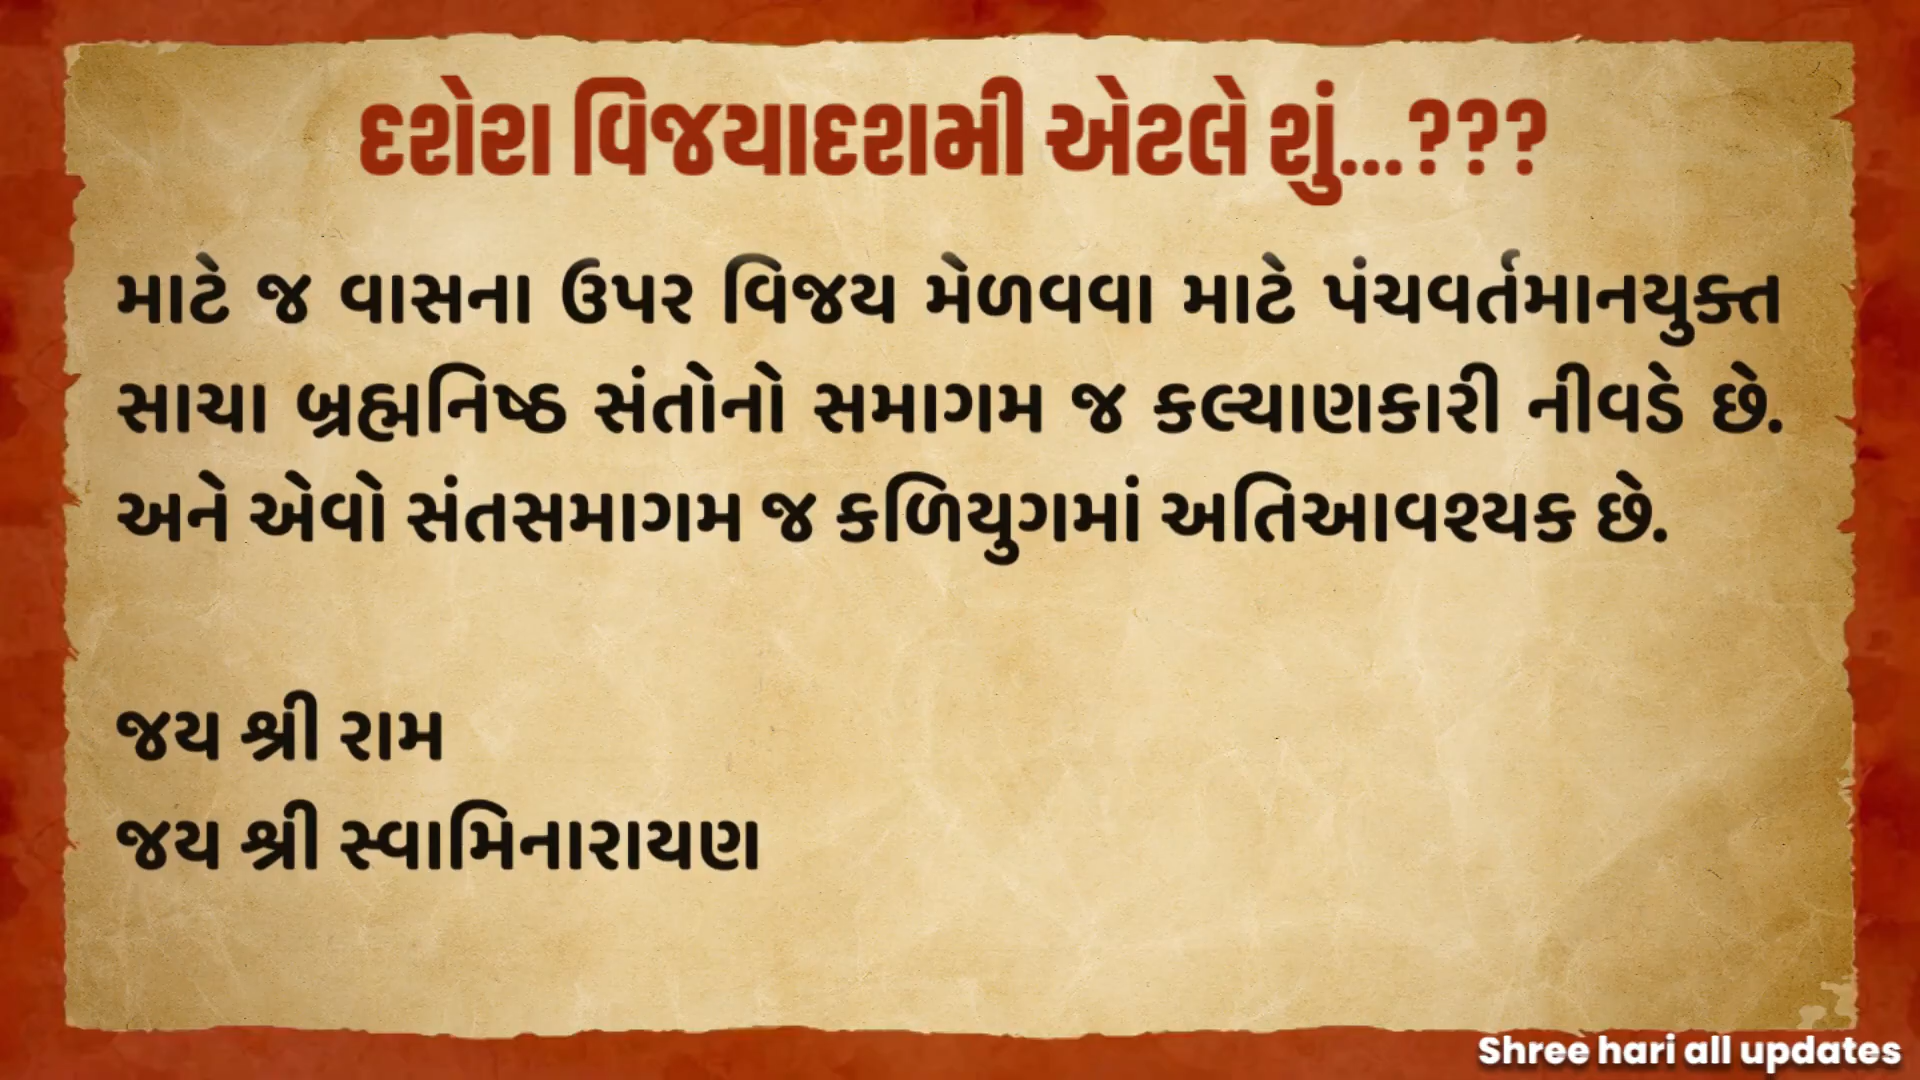 દશેરા વિજયાદશમી એટલે શું...???
માટે જ વાસના ઉપર વિજય મેળવવા માટે પંચવર્તમાનયુક્ત
સાચા બ્રહ્મનિષ્ઠ સંતોનો સમાગમ જ કલ્યાણકારી નીવડે છે.
અને એવો સંતસમાગમ જ કળિયુગમાં અતિઆવશ્યક છે.
જય શ્રી રામ
જય શ્રી સ્વામિનારાયણ
Shree hari all updates